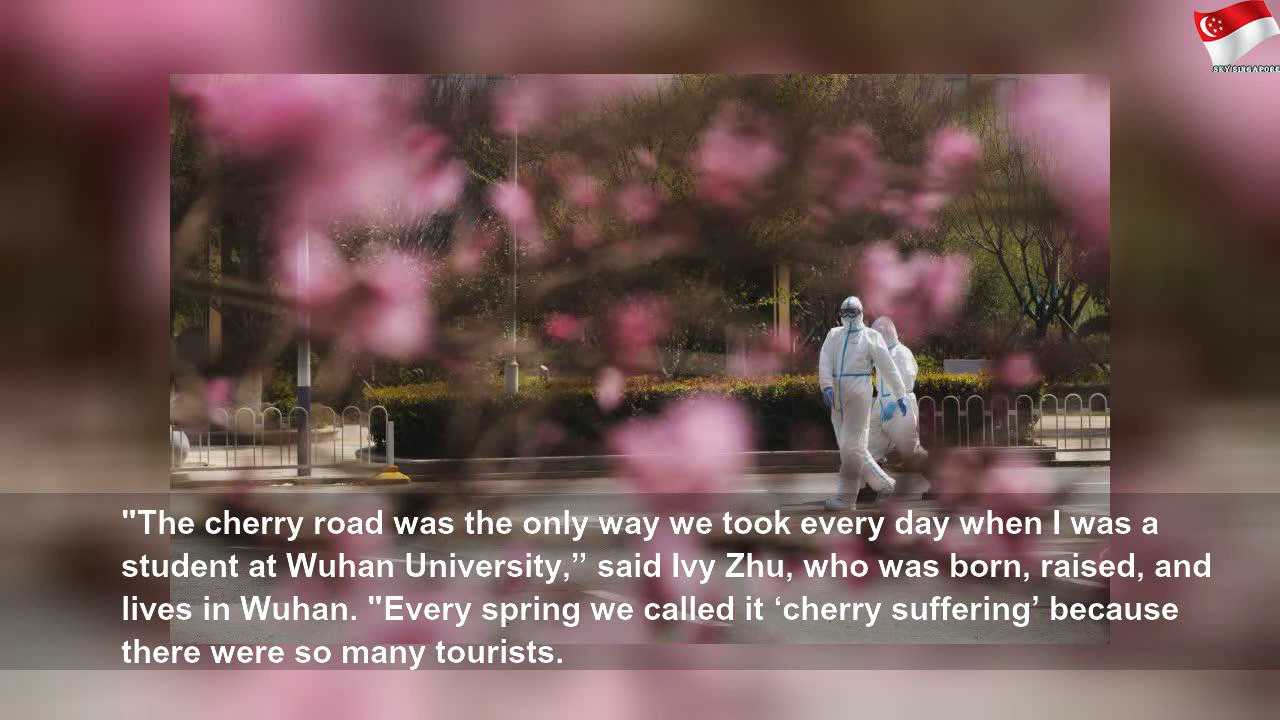 SKY SINGAPORE
"The cherry road was the only way we took every day when I was a
student at Wuhan University,’’ said Ivy Zhu, who was born, raised, and
lives in Wuhan. "Every spring we called it ‘cherry suffering’ because
there were so many tourists.